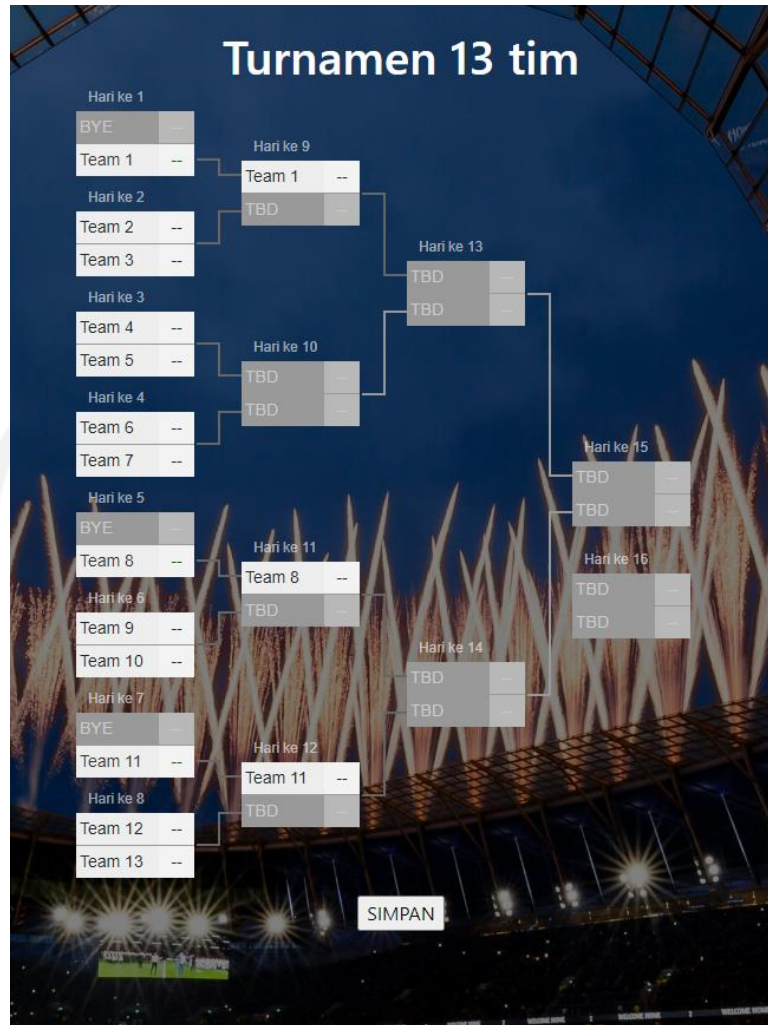 Turnamen 13 tim
Hari ke 1
BYE --
Team 1 --
Hari ke 2
Team 2 --
Team 3 --
Hari ke 3
Team 4 --
Team 5 --
Hari ke 4
Team 6 --
Team 7 --
Hari ke 5
BYE --
Team 8 --
Hari ke 6
Team 9 --
Team 10 --
Hari ke 7
BYE --
Team 11 --
Hari ke 8
Team 12 --
Team 13 --
Hari ke 9
Team 1 --
TBD --
Hari ke 10
TBD --
TBD --
Hari ke 11
Team 8 --
TBD --
Hari ke 12
Team 11 --
TBD --
Hari ke 13
TBD --
TBD --
Hari ke 14
TBD --
TBD --
Hari ke 15
TBD --
TBD --
Hari ke 16
TBD --
TBD --
SIMPAN